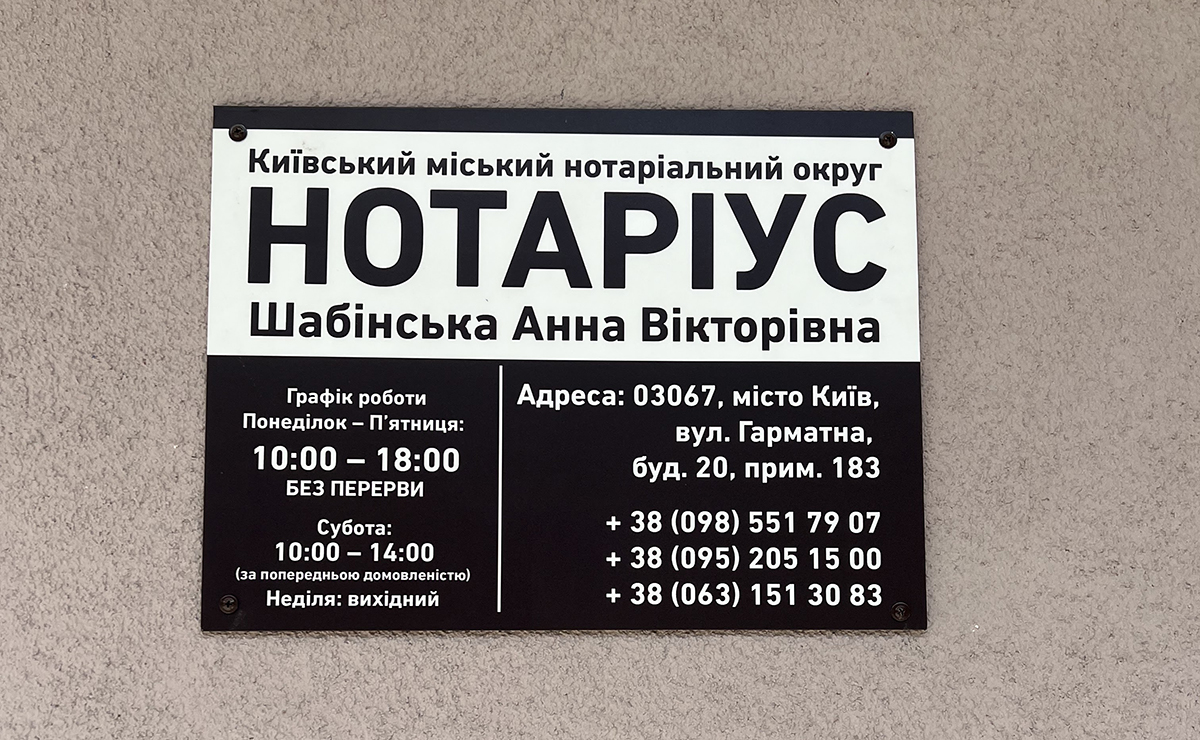 Київський міський нотаріальний округ
НОТАРІУС
Шабінська Анна Вікторівна
Графік роботи
Понеділок – П'ятниця:
10:00 – 18:00
БЕЗ ПЕРЕРВИ
Субота:
10:00 – 14:00
(за попередньою домовленістю)
Неділя: вихідний
Адреса: 03067, місто Київ,
вул. Гарматна,
буд. 20, прим. 183
+ 38 (098) 551 79 07
+ 38 (095) 205 15 00
+ 38 (063) 151 30 83